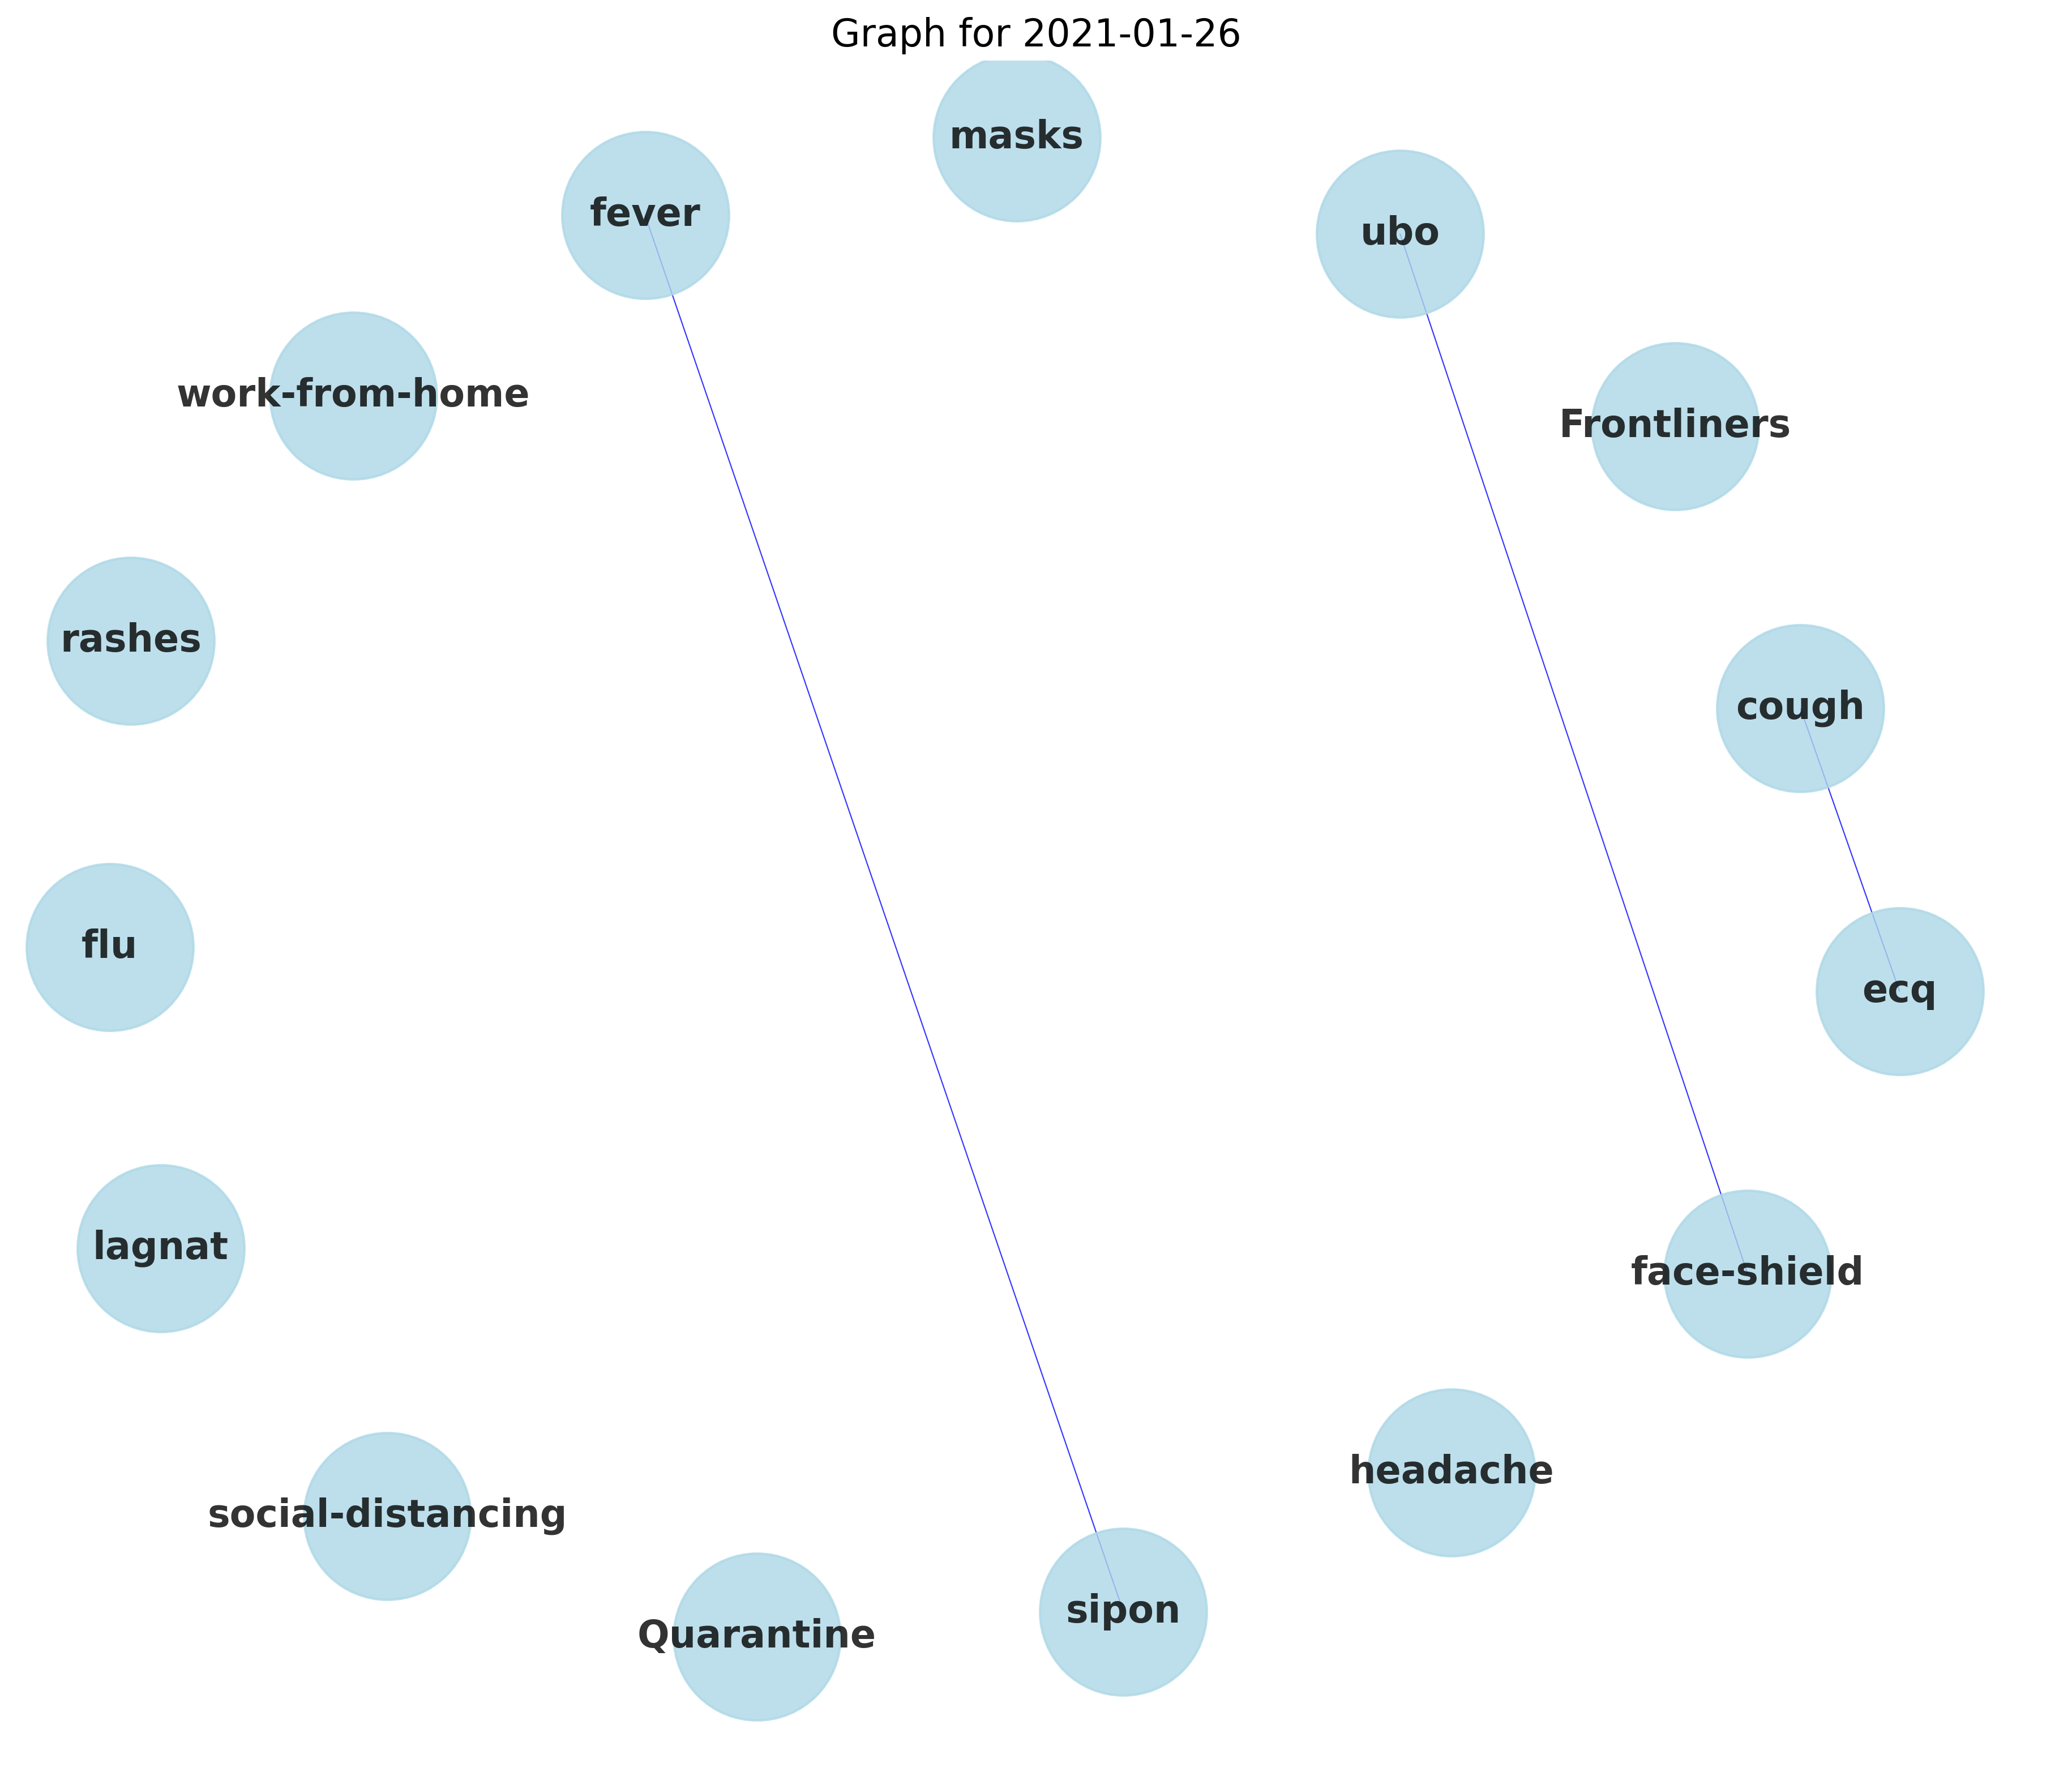 Graph for 2021-01-26
masks
fever
ubo
work-from-home
Frontliners
rashes
cough
flu
ecq
lagnat
face-shield
headache
social-distancing
sipon
Quarantine